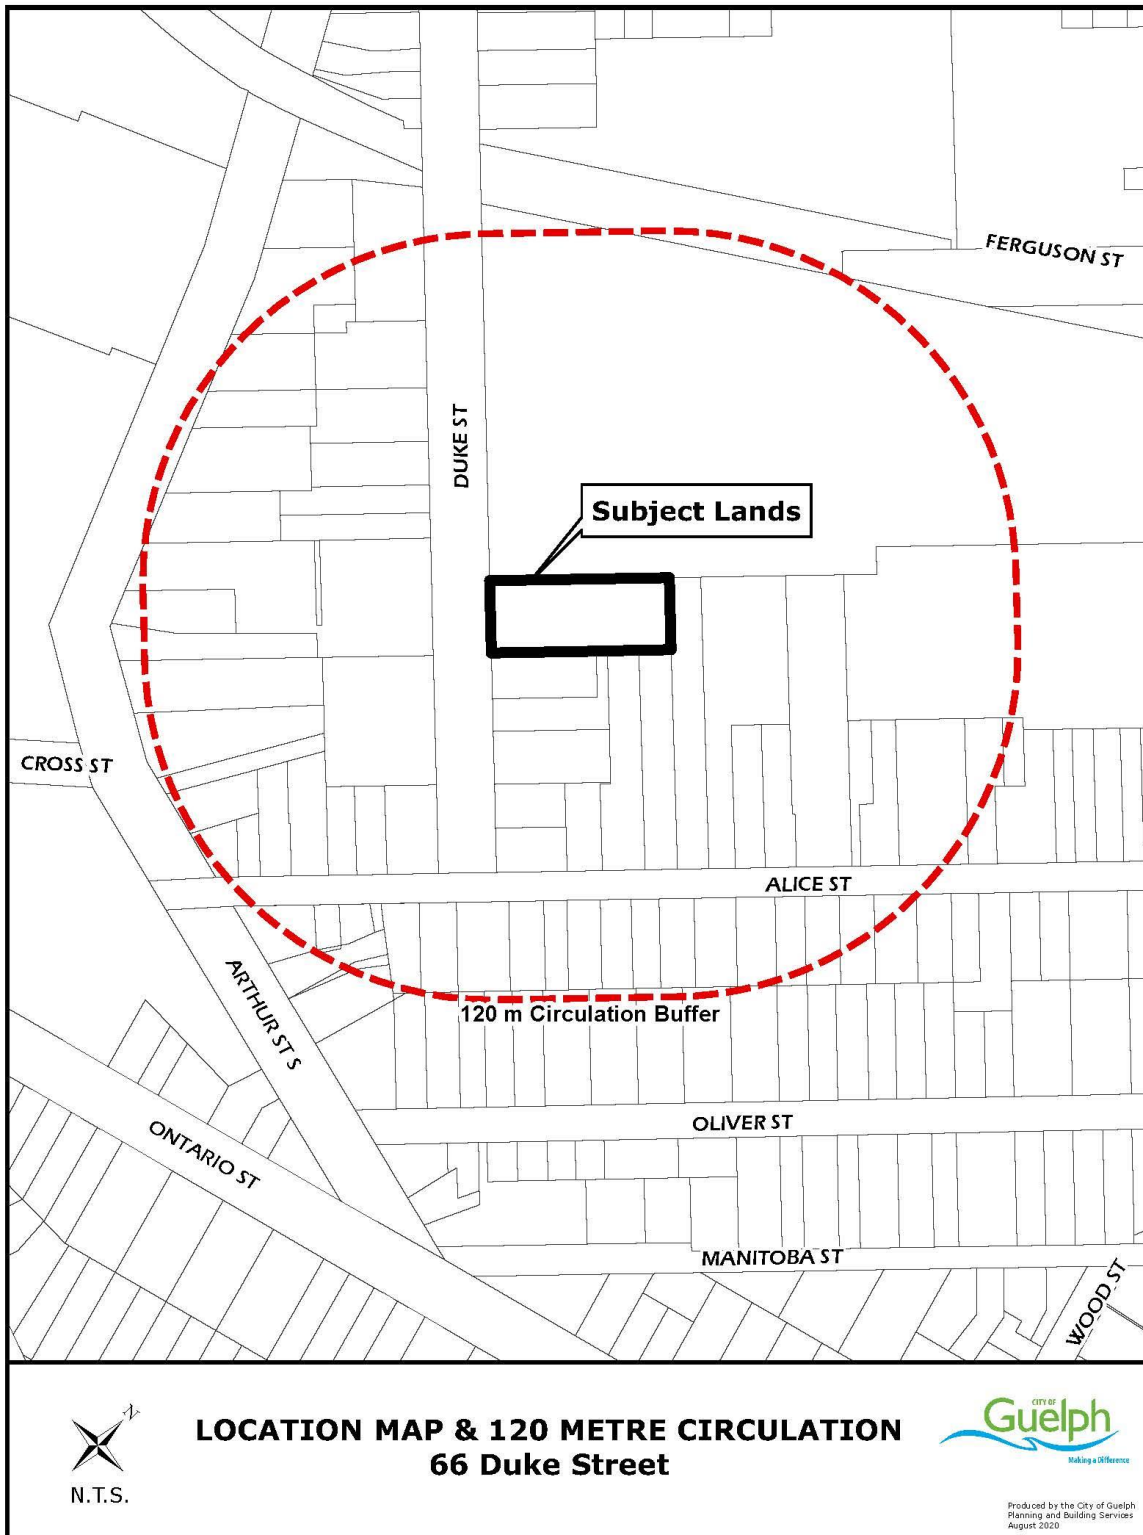 FERGUSON ST
DUKE ST
Subject Lands
CROSS ST
ALICE ST
ARTHUR ST S
120 m Circulation Buffer
OLIVER ST
ONTARIO ST
MANITOBA ST
WOOD ST
N
N.T.S.
LOCATION MAP & 120 METRE CIRCULATION
66 Duke Street
CITY OF
Guelph
Making a Difference
Produced by the City of Guelph
Planning and Building Services
August 2020